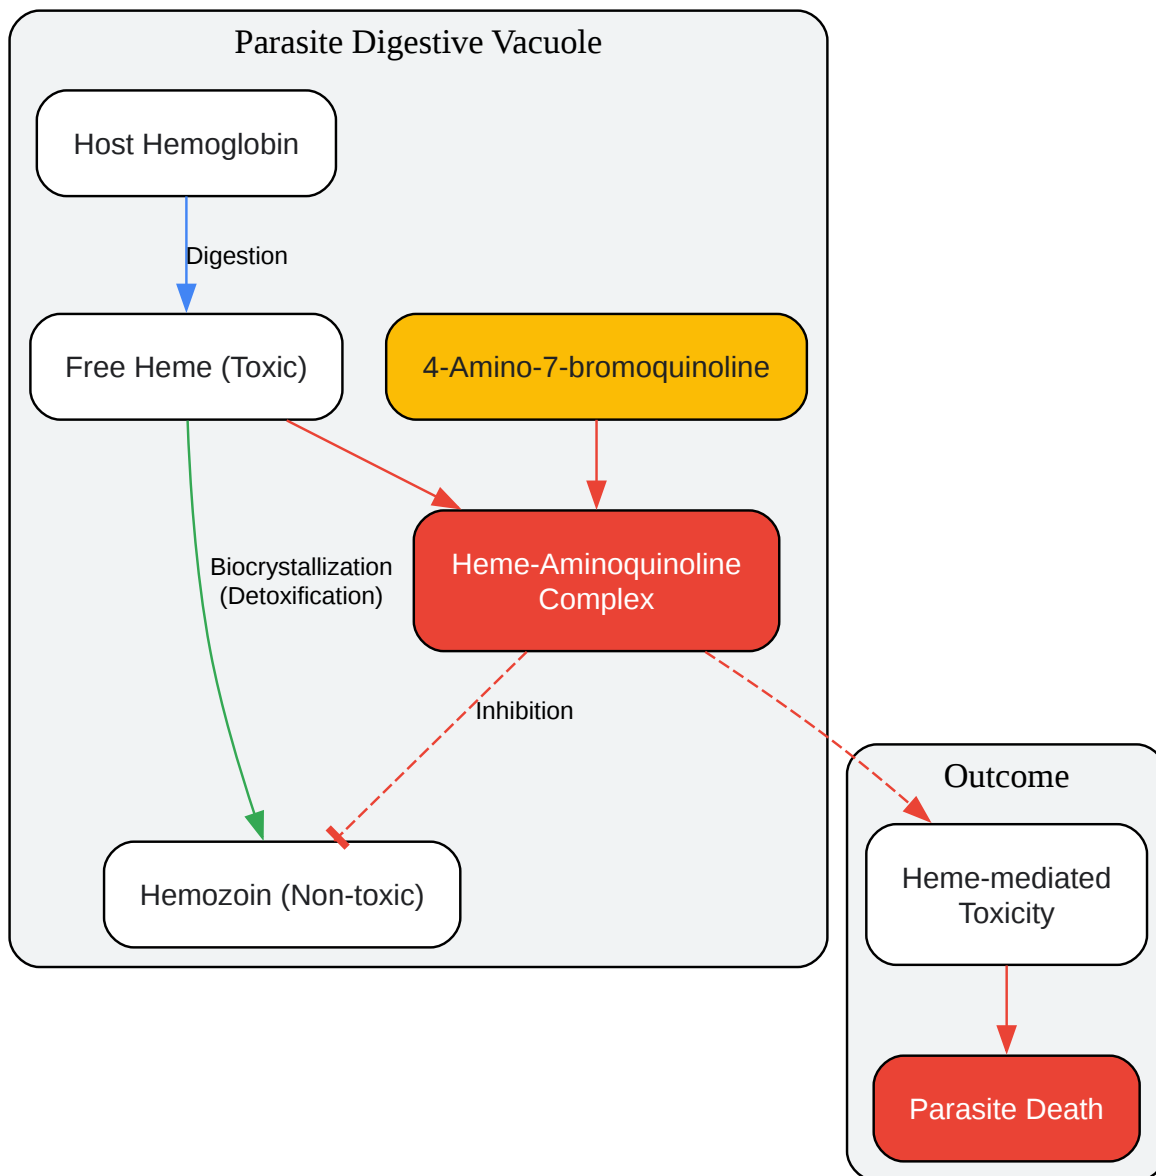 Parasite Digestive Vacuole
Host Hemoglobin
Digestion
Free Heme (Toxic)
4-Amino-7-bromoquinoline
Biocrystallization
(Detoxification)
Heme-Aminoquinoline
Complex
Inhibition
Hemozoin (Non-toxic)
Outcome
Heme-mediated
Toxicity
Parasite Death